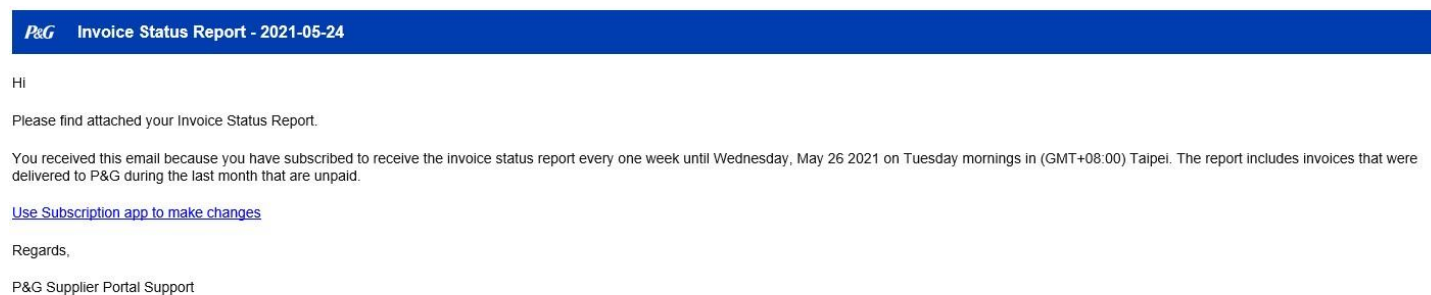 P&G Invoice Status Report - 2021-05-24
Hi
Please find attached your Invoice Status Report.
You received this email because you have subscribed to receive the invoice status report every one week until Wednesday, May 26 2021 on Tuesday mornings in (GMT+08:00) Taipei. The report includes invoices that were
delivered to P&G during the last month that are unpaid.
Use Subscription app to make changes
Regards,
P&G Supplier Portal Support